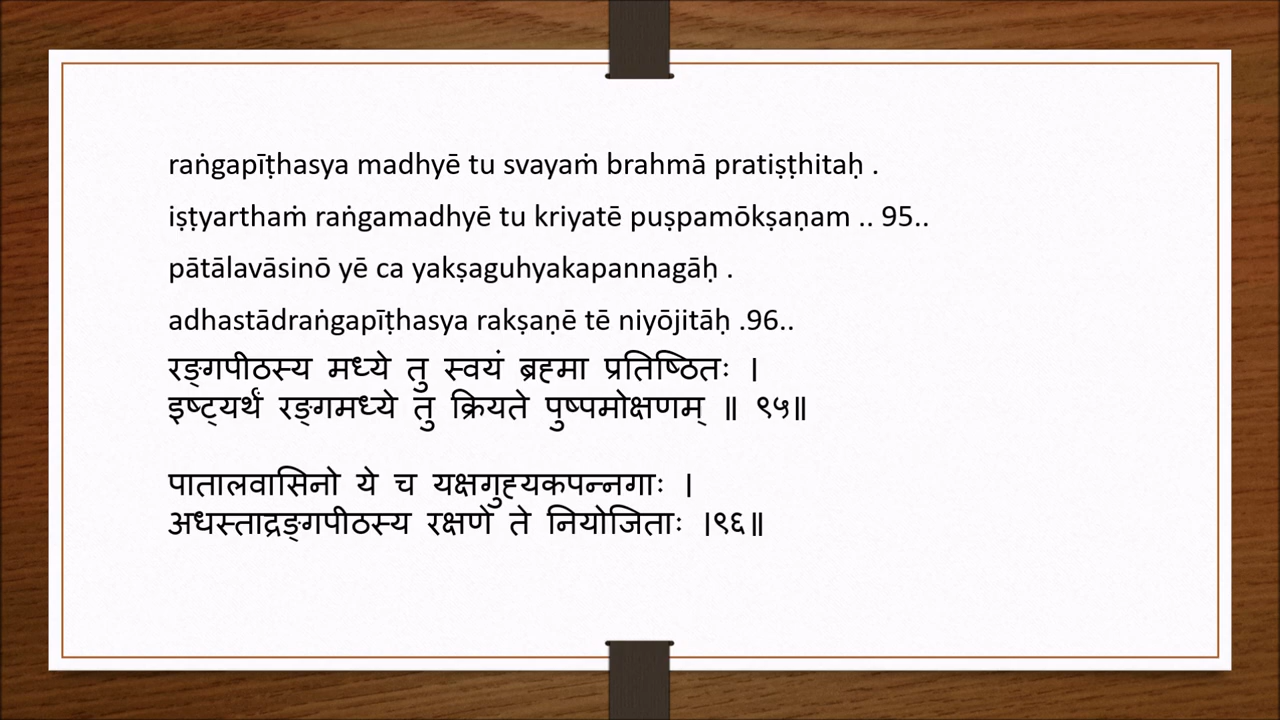 raṅgapīṭhasya madhyē tu svayaṁ brahmā pratiṣṭhitaḥ .
iṣṭyarthaṁ raṅgamadhyē tu kriyatē puṣpamōkṣaṇam .. 95..
pātālavāsinō yē ca yakṣaguhyakapannagāḥ .
adhastādraṅgapīṭhasya rakṣaṇē tē niyōjitāḥ .96..
रङ्गपीठस्य मध्ये तु स्वयं ब्रह्मा प्रतिष्ठितः ।
इष्ट्यर्थं रङ्गमध्ये तु क्रियते पुष्पमोक्षणम् ॥ ९५॥
पातालवासिनो ये च यक्षगुह्यकपन्नगाः ।
अधस्ताद्रङ्गपीठस्य रक्षणे ते नियोजिताः ।९६॥